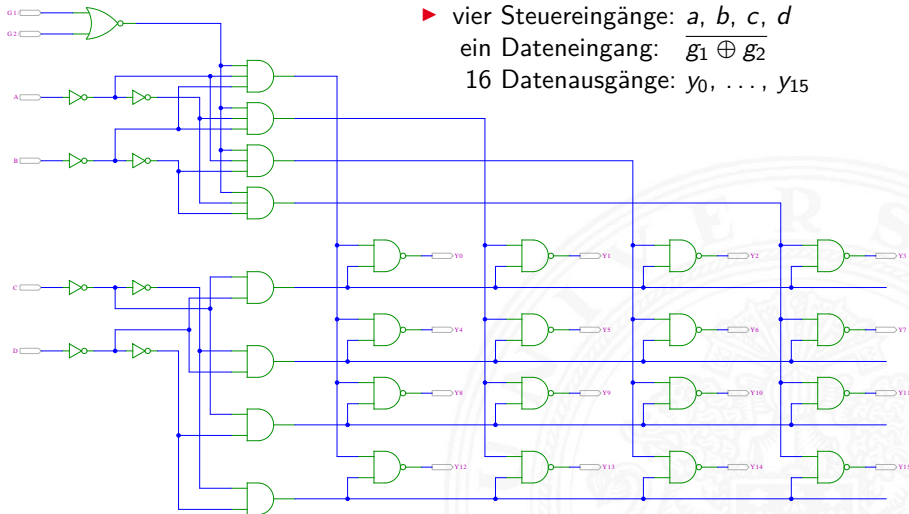 ▶ vier Steuereingänge: a, b, c, d
ein Dateneingang: \overline{g₁ ⊕ g₂}
16 Datenausgänge: y₀, ..., y₁₅
G1
G2
A
B
Y0 Y1 Y2 Y3
C
Y4 Y5 Y6 Y7
D
Y8 Y9 Y10 Y11
Y12 Y13 Y14 Y15
V E R S